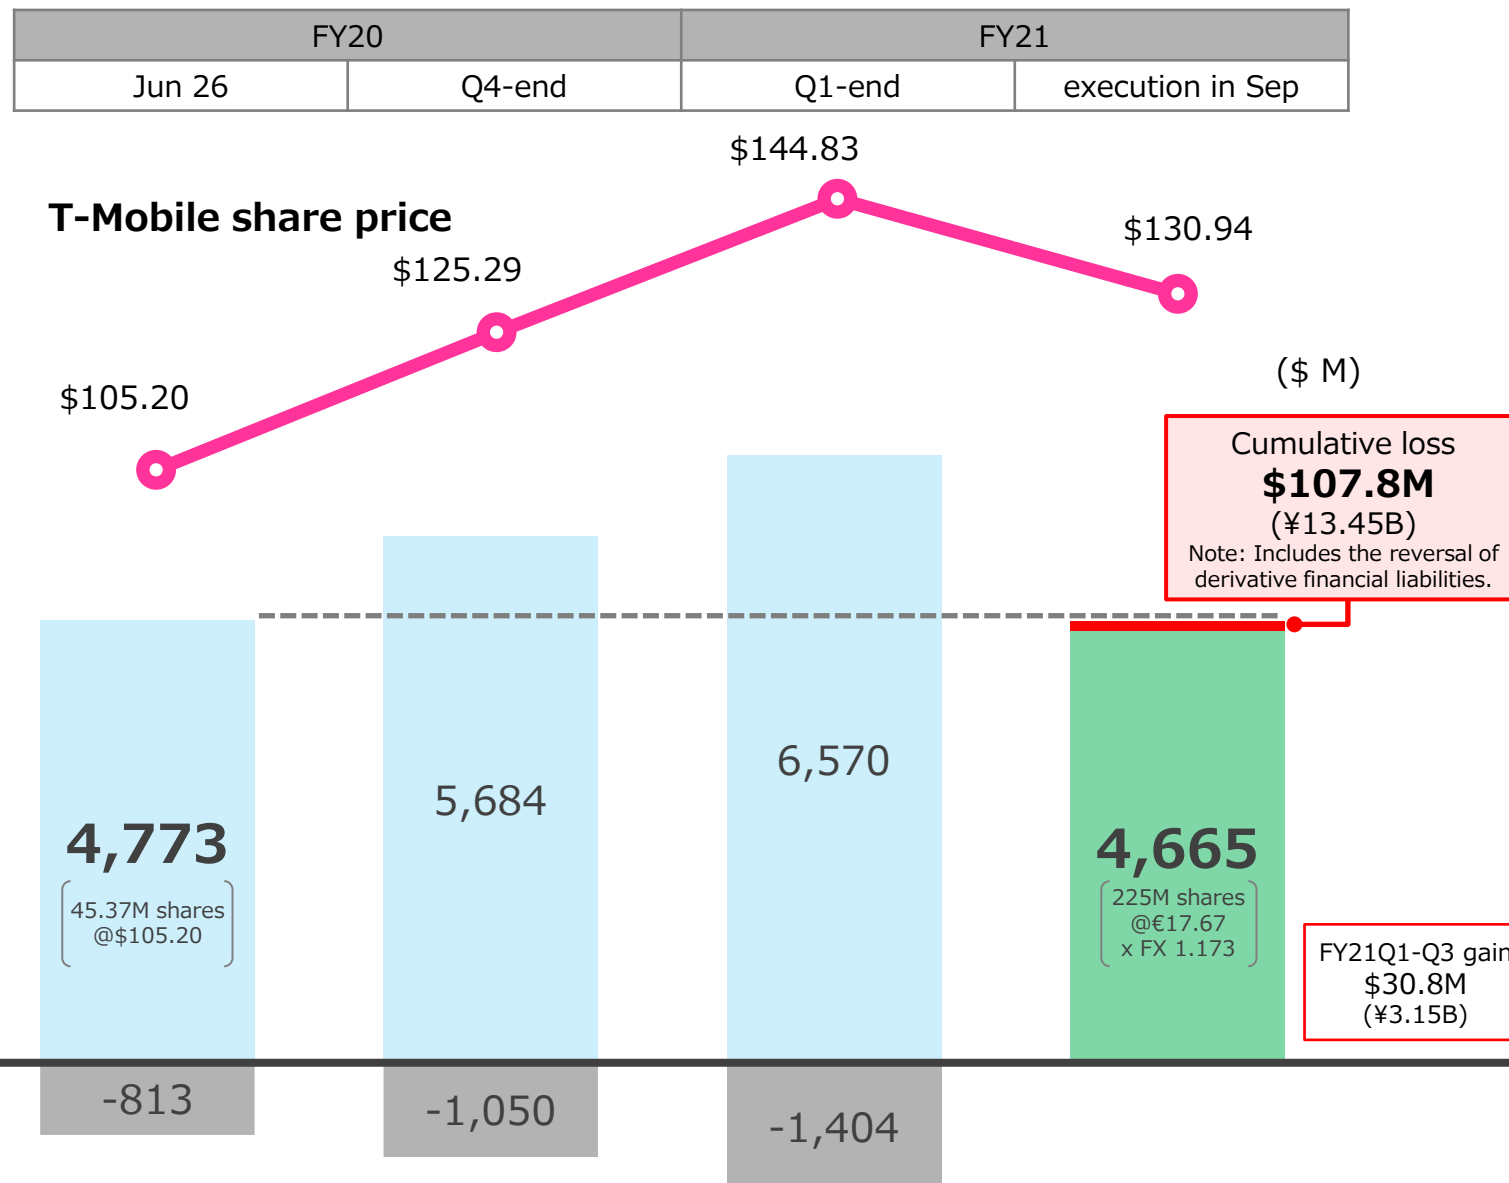 FY20 FY21
Jun 26 Q4-end Q1-end execution in Sep
$144.83
T-Mobile share price
$130.94
$125.29
($ M)
$105.20
Cumulative loss
$107.8M
(¥13.45B)
Note: Includes the reversal of
derivative financial liabilities.
6,570
5,684
4,773
45.37M shares
@$105.20
4,665
225M shares
@€17.67
x FX 1.173
FY21Q1-Q3 gain
$30.8M
(¥3.15B)
-813
-1,050
-1,404